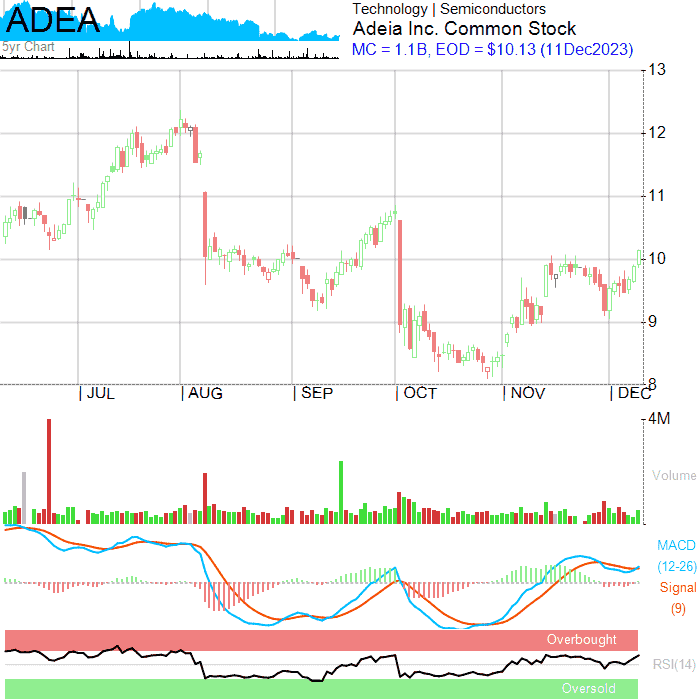 ADEA
5yr Chart
Technology | Semiconductors
Adeia Inc. Common Stock
MC = 1.1B, EOD = $10.13 (11Dec2023)
13
12
11
10
9
8
| JUL | AUG | SEP | OCT | NOV | DEC
4M
Volume
MACD
(12-26)
Signal
(9)
Overbought
RSI(14)
Oversold